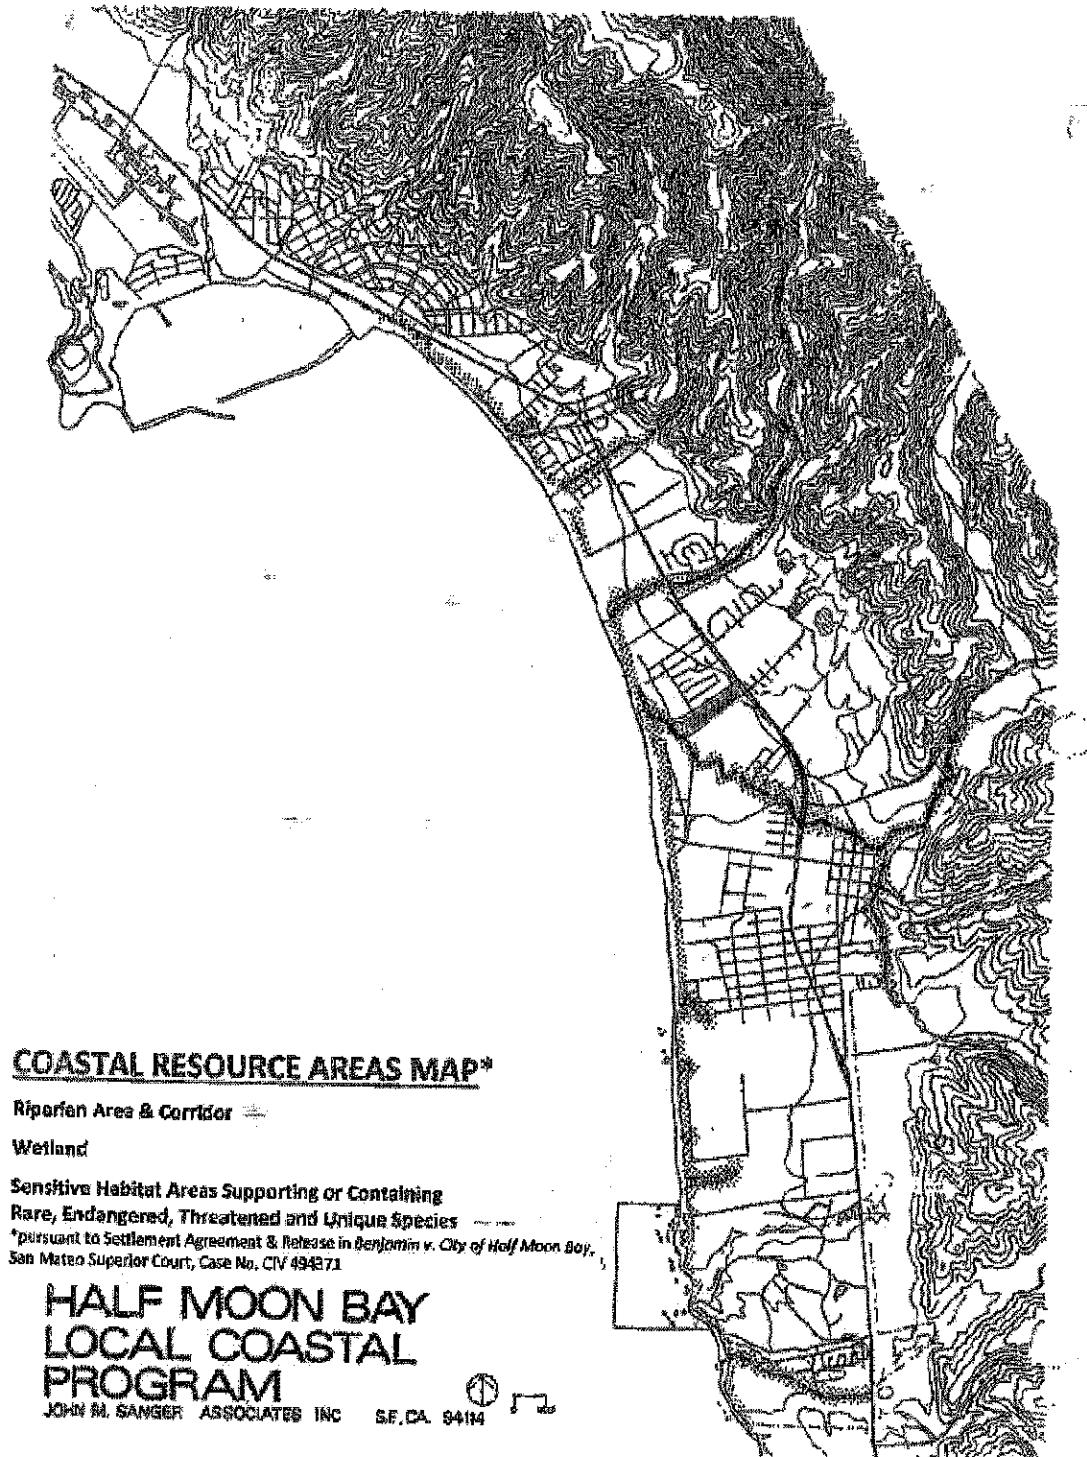 COASTAL RESOURCE AREAS MAP*
Riparian Area & Corridor
Wetland
Sensitive Habitat Areas Supporting or Containing
Rare, Endangered, Threatened and Unique Species
*pursuant to Settlement Agreement & Release in Benjamin v. City of Half Moon Bay,
San Mateo Superior Court, Case No. CIV 494371
HALF MOON BAY
LOCAL COASTAL
PROGRAM
JOHN M. SANGER ASSOCIATES INC S.F. CA. 94114